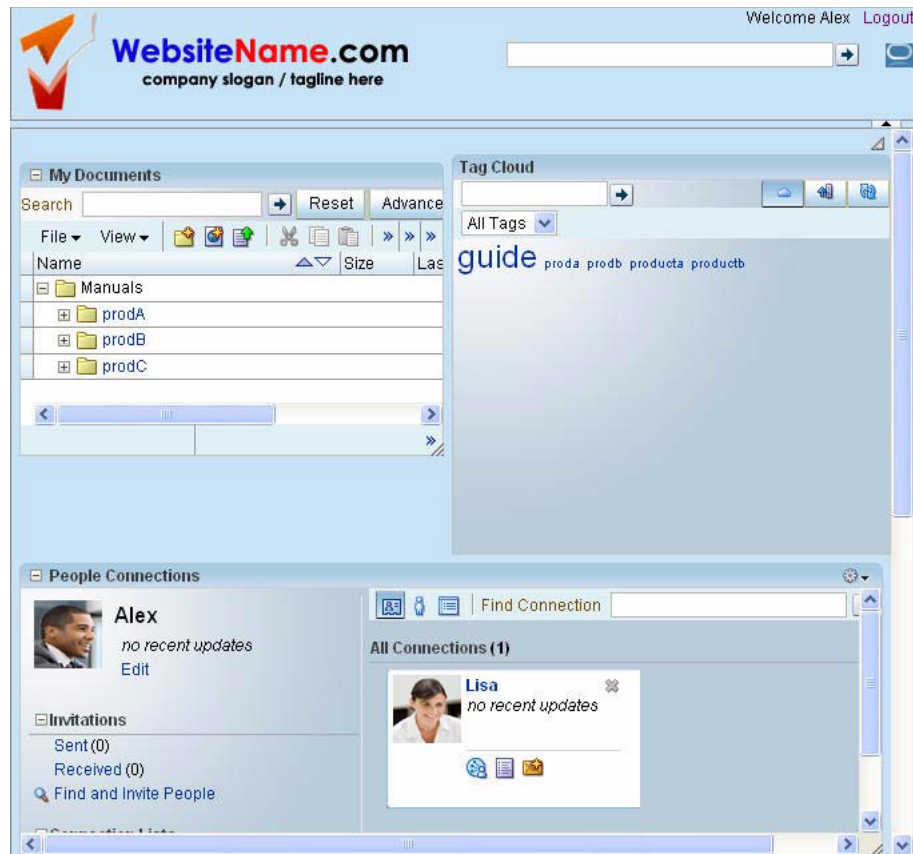 Welcome Alex Logout
WebsiteName.com
company slogan / tagline here
My Documents
Search Reset Advance
File View
Name Size Las
Manuals
prodA
prodB
prodC
Tag Cloud
All Tags
guide proda prodb producta productb
People Connections
Alex
no recent updates
Edit
Invitations
Sent (0)
Received (0)
Find and Invite People
Find Connection
All Connections (1)
Lisa
no recent updates